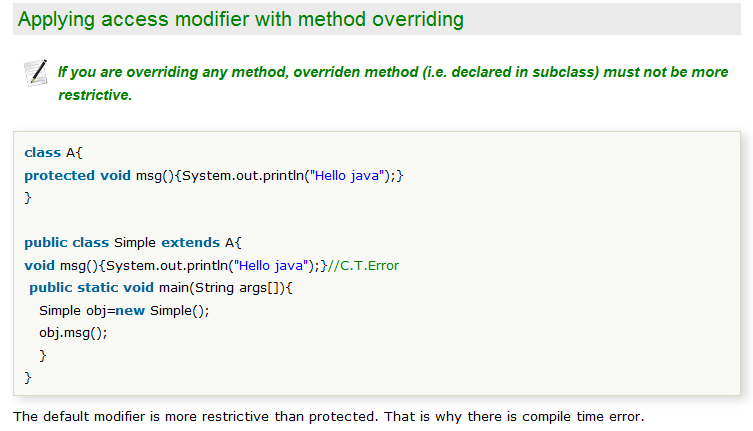 Applying access modifier with method overriding
If you are overriding any method, overriden method (i.e. declared in subclass) must not be more
restrictive.
class A{
protected void msg(){System.out.println("Hello java");}
}
public class Simple extends A{
void msg(){System.out.println("Hello java");}//C.T.Error
public static void main(String args[]){
Simple obj=new Simple();
obj.msg();
}
}
The default modifier is more restrictive than protected. That is why there is compile time error.